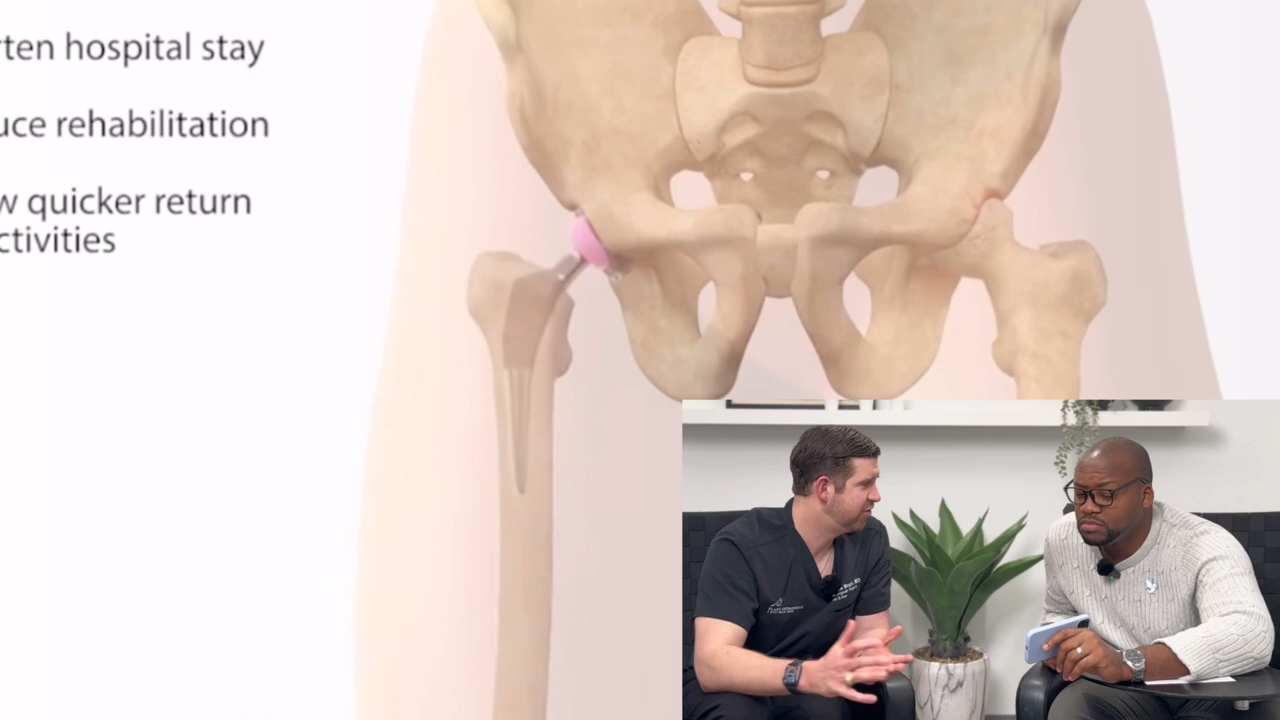 rten hospital stay
uce rehabilitation
w quicker return
ctivities